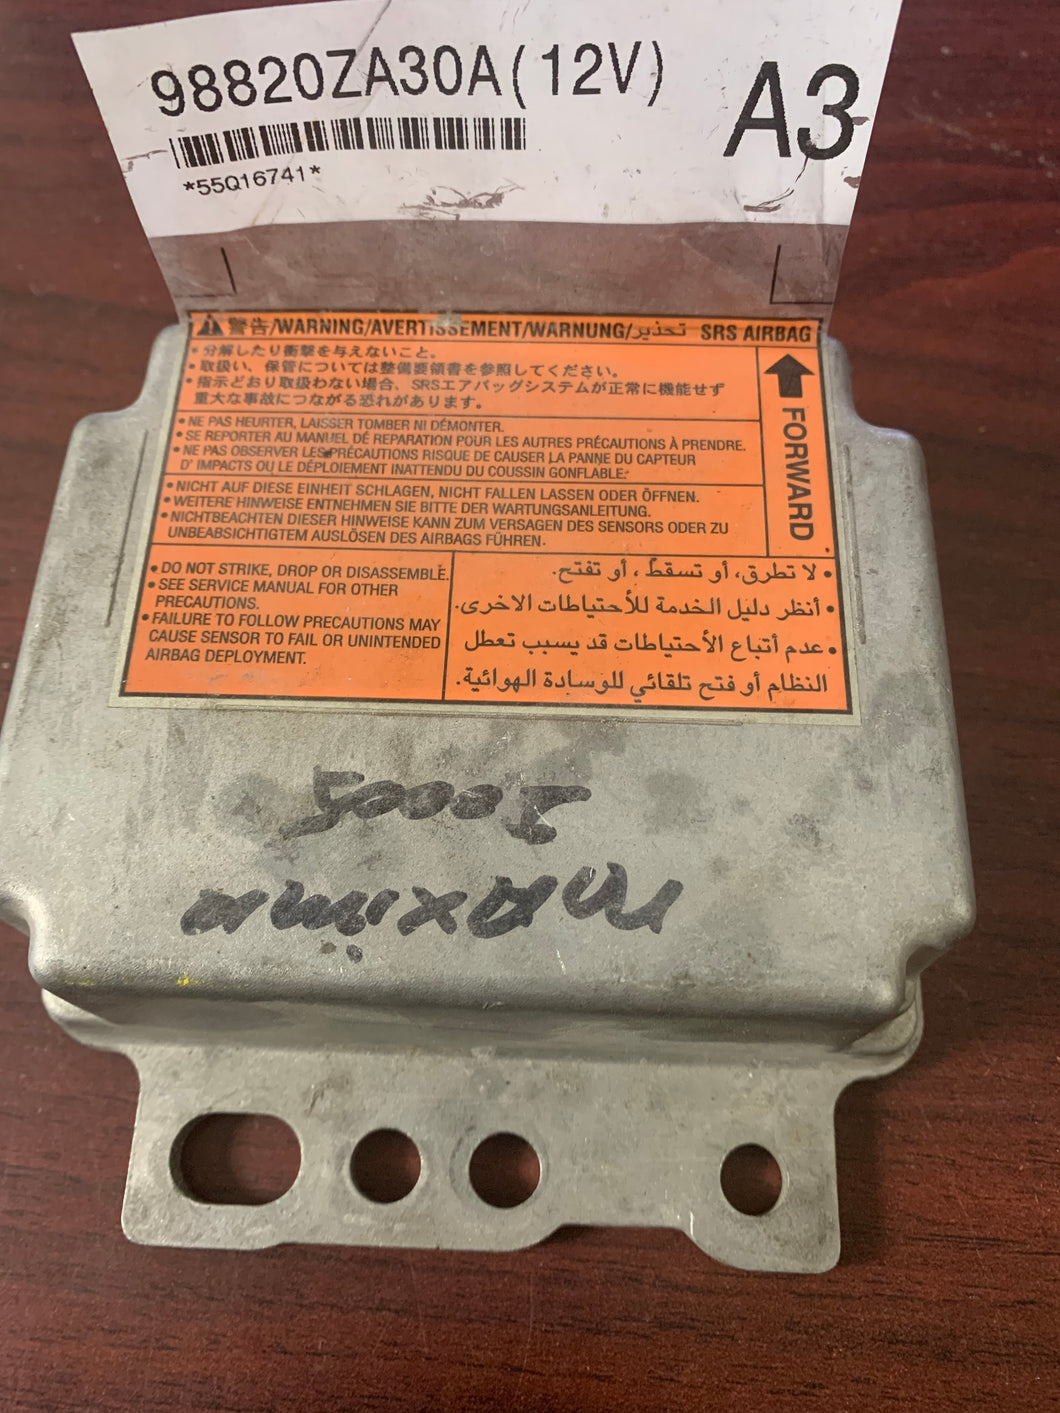 98820ZA30A(12V)
A3
*55Q16741*
警告/WARNING/AVERTISSEMENT/WARNUNG/تحذير SRS AIRBAG
・分解したり衝撃を与えないこと。
・取扱い、保管については整備要領書を参照してください。
・指示どおり取扱わない場合、SRSエアバッグシステムが正常に機能せず
重大な事故につながる恐れがあります。
• NE PAS HEURTER, LAISSER TOMBER NI DÉMONTER.
• SE REPORTER AU MANUEL DÉ REPARATION POUR LES AUTRES PRÉCAUTIONS À PRENDRE.
• NE PAS OBSERVER LES PRÉCAUTIONS RISQUE DE CAUSER LA PANNE DU CAPTEUR
D' IMPACTS OU LE DÉPLOIEMENT INATTENDU DU COUSSIN GONFLABLE.
• NICHT AUF DIESE EINHEIT SCHLAGEN, NICHT FALLEN LASSEN ODER ÖFFNEN.
• WEITERE HINWEISE ENTNEHMEN SIE BITTE DER WARTUNGSANLEITUNG.
• NICHTBEACHTEN DIESER HINWEISE KANN ZUM VERSAGEN DES SENSORS ODER ZU
UNBEABSICHTIGTEM AUSLÖSEN DES AIRBAGS FÜHREN.
FORWARD
• DO NOT STRIKE, DROP OR DISASSEMBLE.
• SEE SERVICE MANUAL FOR OTHER
PRECAUTIONS.
• FAILURE TO FOLLOW PRECAUTIONS MAY
CAUSE SENSOR TO FAIL OR UNINTENDED
AIRBAG DEPLOYMENT.
• لا تطرق، أو تسقط ، أو تفتح.
• أنظر دليل الخدمة للأحتياطات الاخرى.
• عدم أتباع الأحتياطات قد يسبب تعطل
النظام أو فتح تلقائي للوسادة الهوائية.
MAXIMA